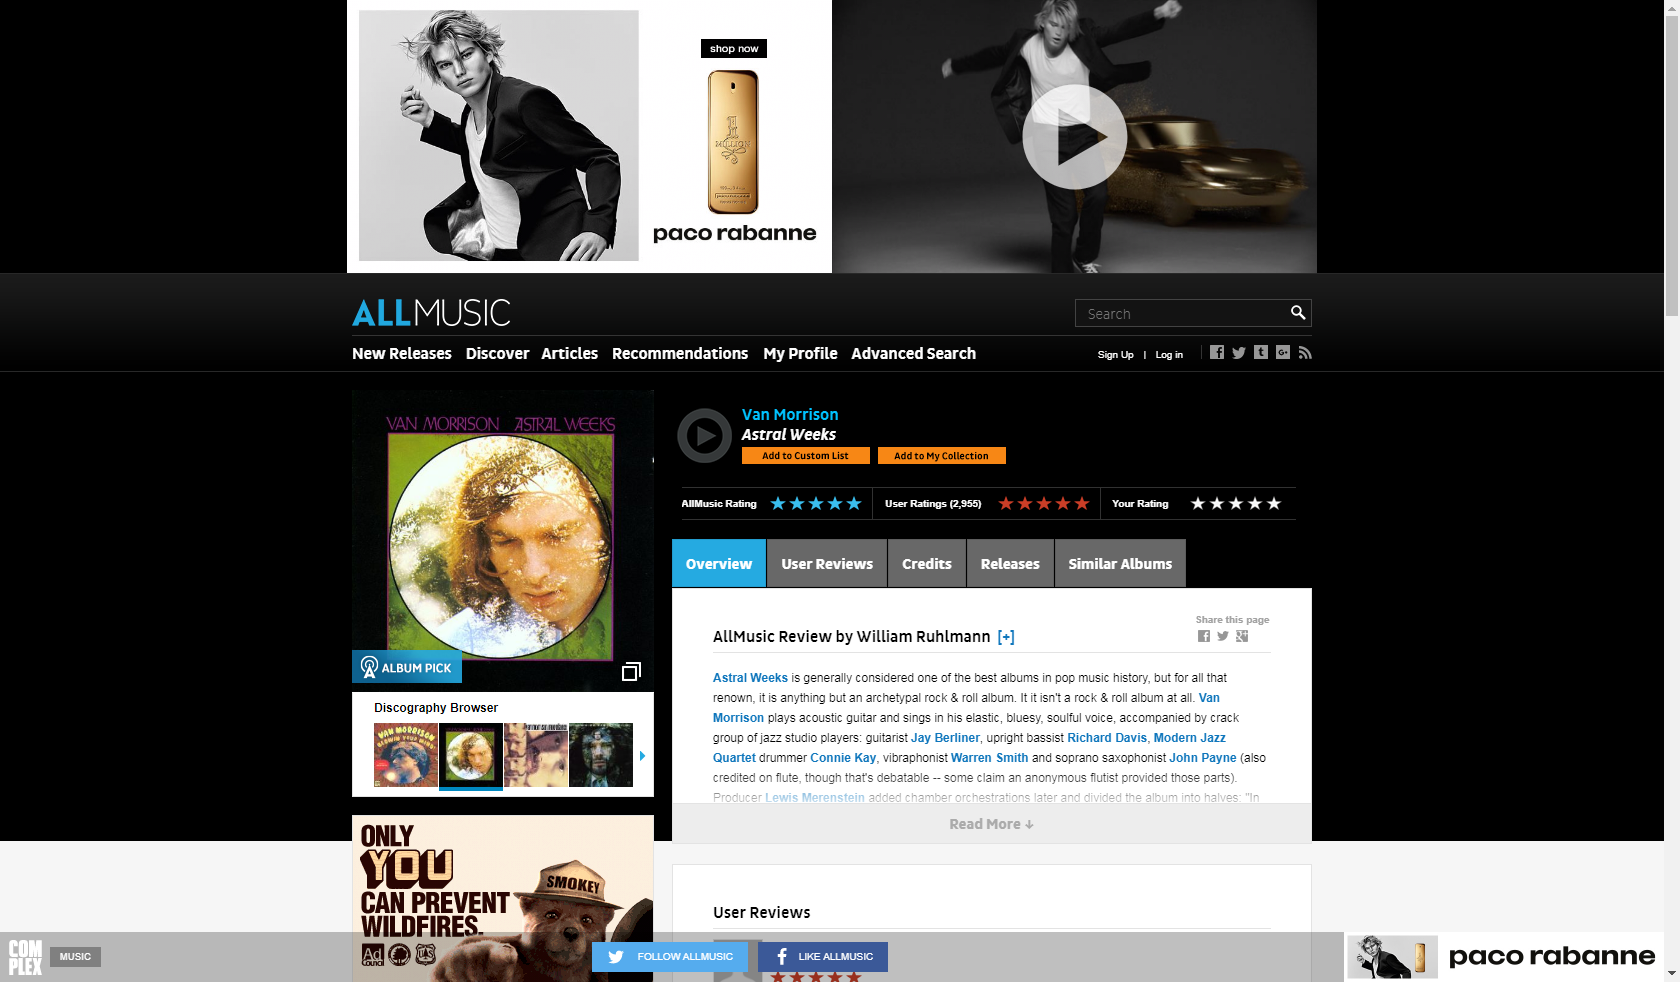 shop now
1
MILLION
paco rabanne
ALLMUSIC
Search
New Releases Discover Articles Recommendations My Profile Advanced Search
Sign Up | Log in
VAN MORRISON ASTRAL WEEKS
ALBUM PICK
Van Morrison
Astral Weeks
Add to Custom List Add to My Collection
AllMusic Rating User Ratings (2,955) Your Rating
Overview User Reviews Credits Releases Similar Albums
Share this page
AllMusic Review by William Ruhlmann [+]
Astral Weeks is generally considered one of the best albums in pop music history, but for all that
renown, it is anything but an archetypal rock & roll album. It it isn't a rock & roll album at all. Van
Morrison plays acoustic guitar and sings in his elastic, bluesy, soulful voice, accompanied by crack
group of jazz studio players: guitarist Jay Berliner, upright bassist Richard Davis, Modern Jazz
Quartet drummer Connie Kay, vibraphonist Warren Smith and soprano saxophonist John Payne (also
credited on flute, though that's debatable -- some claim an anonymous flutist provided those parts).
Producer Lewis Merenstein added chamber orchestrations later and divided the album into halves: "In
Read More ↓
Discography Browser
VAN MORRISON
ONLY
YOU
CAN PREVENT
WILDFIRES.
SMOKEY
Ad
Council
User Reviews
COM
PLEX
MUSIC
FOLLOW ALLMUSIC
LIKE ALLMUSIC
paco rabanne